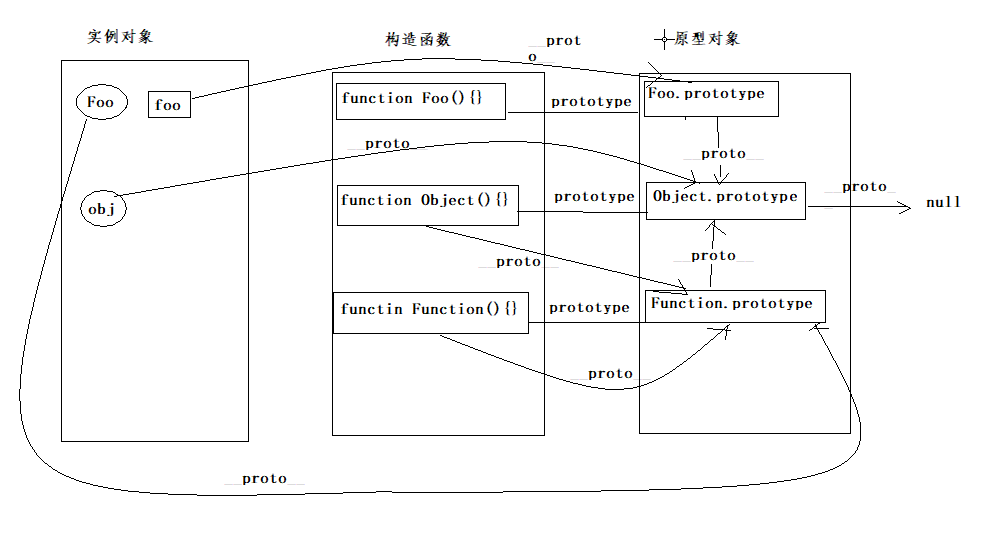 实例对象
构造函数
__prot
o__
原型对象
Foo
foo
function Foo(){}
prototype
Foo.prototype
__proto__
__proto__
obj
function Object(){}
prototype
Object.prototype
__proto__
null
__proto__
__proto__
functin Function(){}
prototype
Function.prototype
__proto__
__proto__